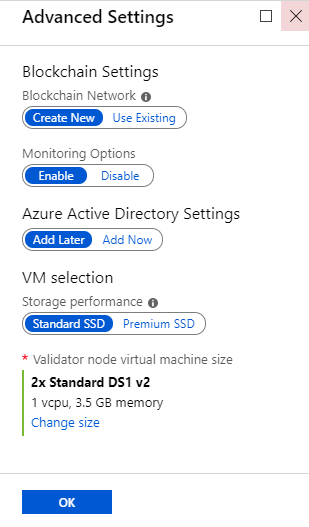 Advanced Settings
Blockchain Settings
Blockchain Network
Create New Use Existing
Monitoring Options
Enable Disable
Azure Active Directory Settings
Add Later Add Now
VM selection
Storage performance
Standard SSD Premium SSD
* Validator node virtual machine size
2x Standard DS1 v2
1 vcpu, 3.5 GB memory
Change size
OK